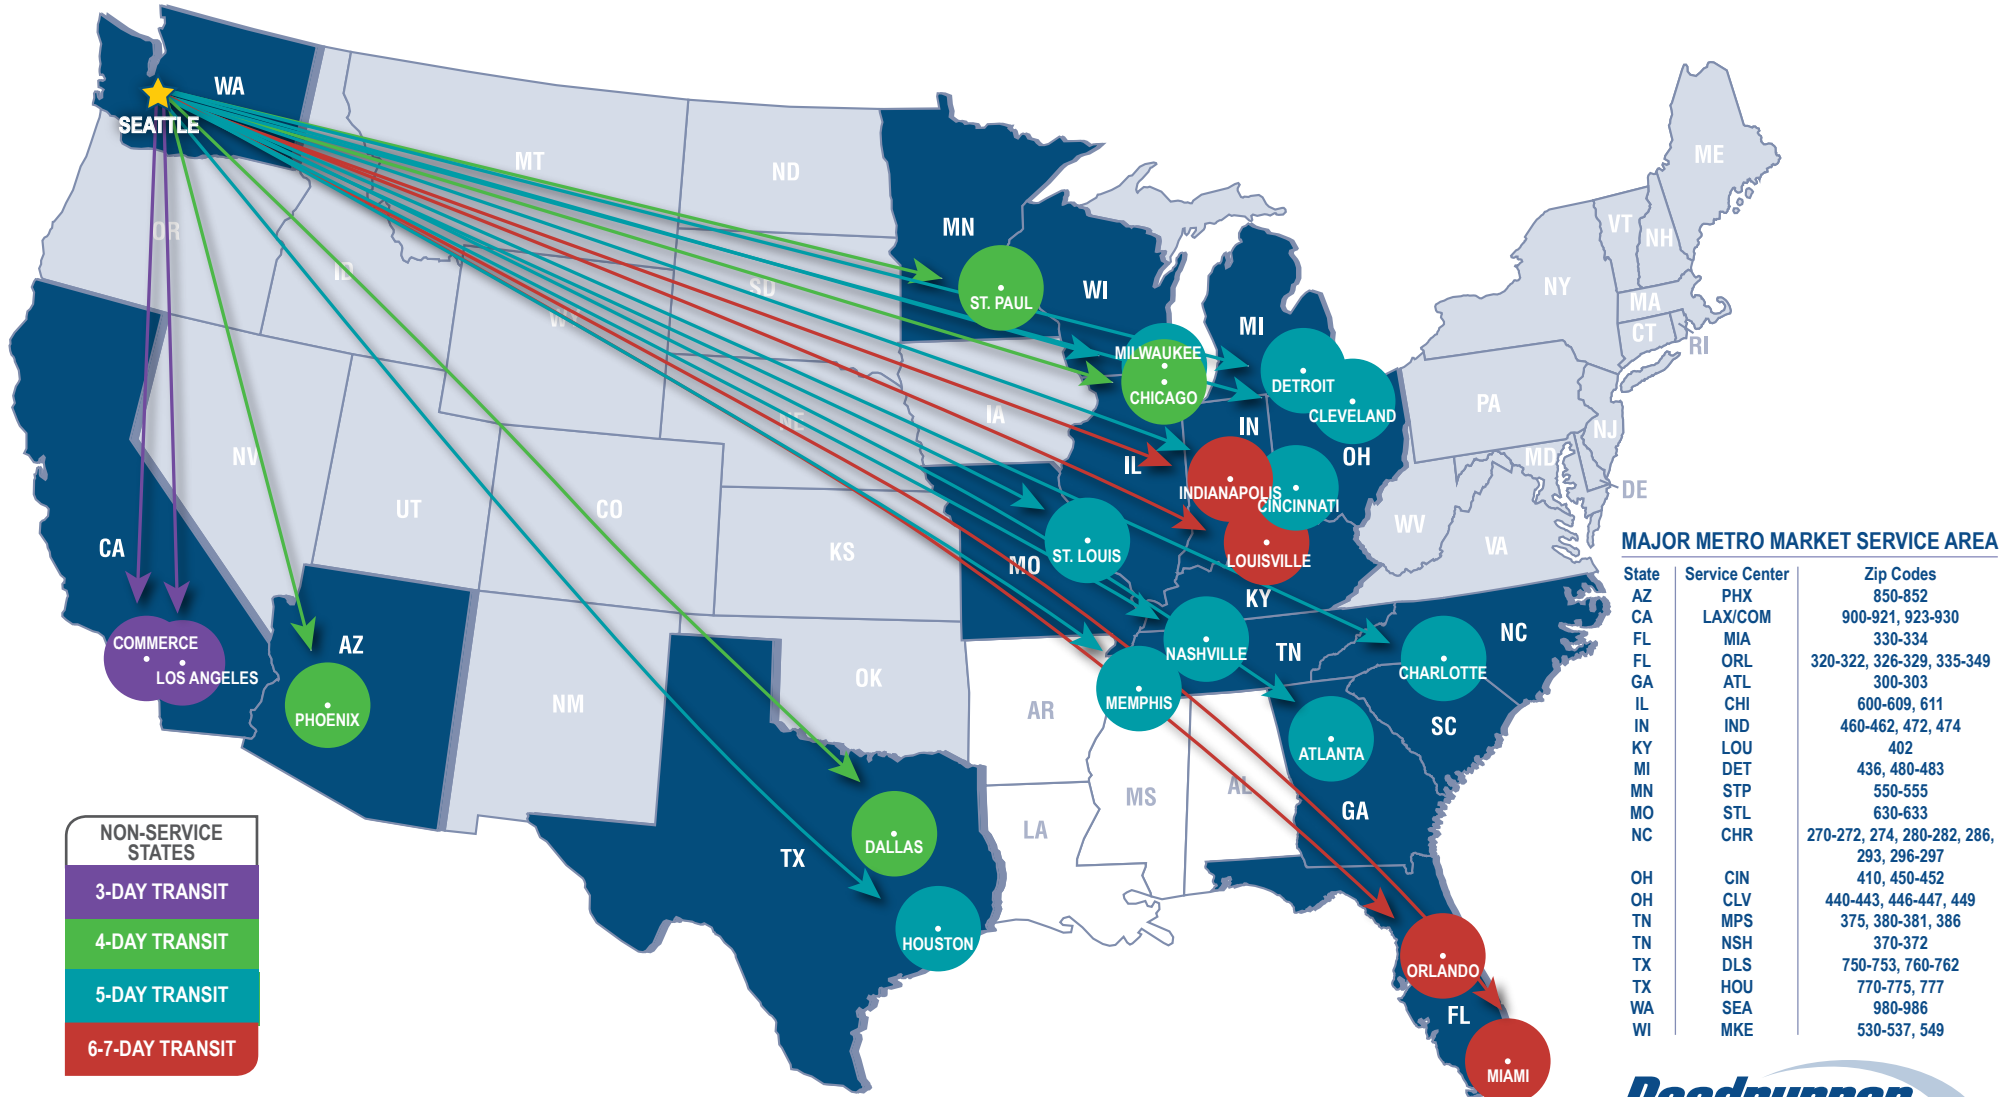 WA
SEATTLE
MT
ND
ME
OR
ID
SD
WY
MN
WI
VT
NH
NY
MA
CT
RI
ST. PAUL
MI
MILWAUKEE
CHICAGO
DETROIT
CLEVELAND
PA
NJ
IA
NE
NV
IN
IL
OH
MD
DE
UT
CO
KS
INDIANAPOLIS
CINCINNATI
WV
VA
CA
MO
ST. LOUIS
LOUISVILLE
KY
COMMERCE
LOS ANGELES
AZ
PHOENIX
NM
OK
AR
NASHVILLE
TN
NC
CHARLOTTE
MEMPHIS
SC
ATLANTA
MS
AL
GA
LA
TX
DALLAS
HOUSTON
ORLANDO
FL
MIAMI
NON-SERVICE
STATES
3-DAY TRANSIT
4-DAY TRANSIT
5-DAY TRANSIT
6-7-DAY TRANSIT
MAJOR METRO MARKET SERVICE AREA
State Service Center Zip Codes
AZ PHX 850-852
CA LAX/COM 900-921, 923-930
FL MIA 330-334
FL ORL 320-322, 326-329, 335-349
GA ATL 300-303
IL CHI 600-609, 611
IN IND 460-462, 472, 474
KY LOU 402
MI DET 436, 480-483
MN STP 550-555
MO STL 630-633
NC CHR 270-272, 274, 280-282, 286,
293, 296-297
OH CIN 410, 450-452
OH CLV 440-443, 446-447, 449
TN MPS 375, 380-381, 386
TN NSH 370-372
TX DLS 750-753, 760-762
TX HOU 770-775, 777
WA SEA 980-986
WI MKE 530-537, 549
Roadrunner